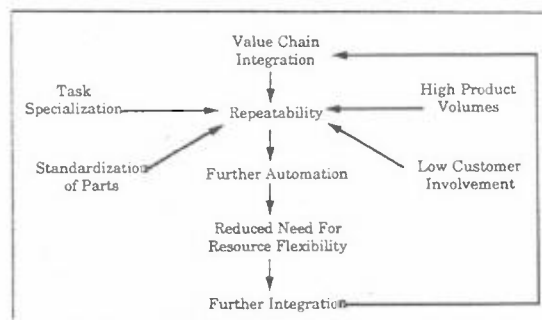 Value Chain
Integration
Task
Specialization
High Product
Volumes
Repeatability
Standardization
of Parts
Low Customer
Involvement
Further Automation
Reduced Need For
Resource Flexibility
Further Integration